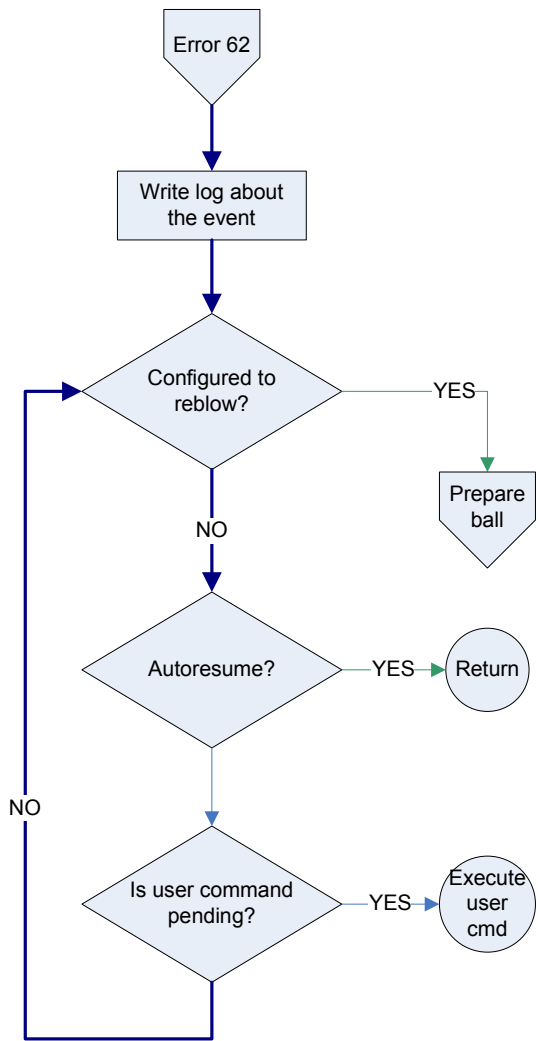 Error 62
Write log about
the event
Configured to
reblow?
YES
Prepare
ball
NO
Autoresume?
YES
Return
NO
Is user command
pending?
YES
Execute
user
cmd